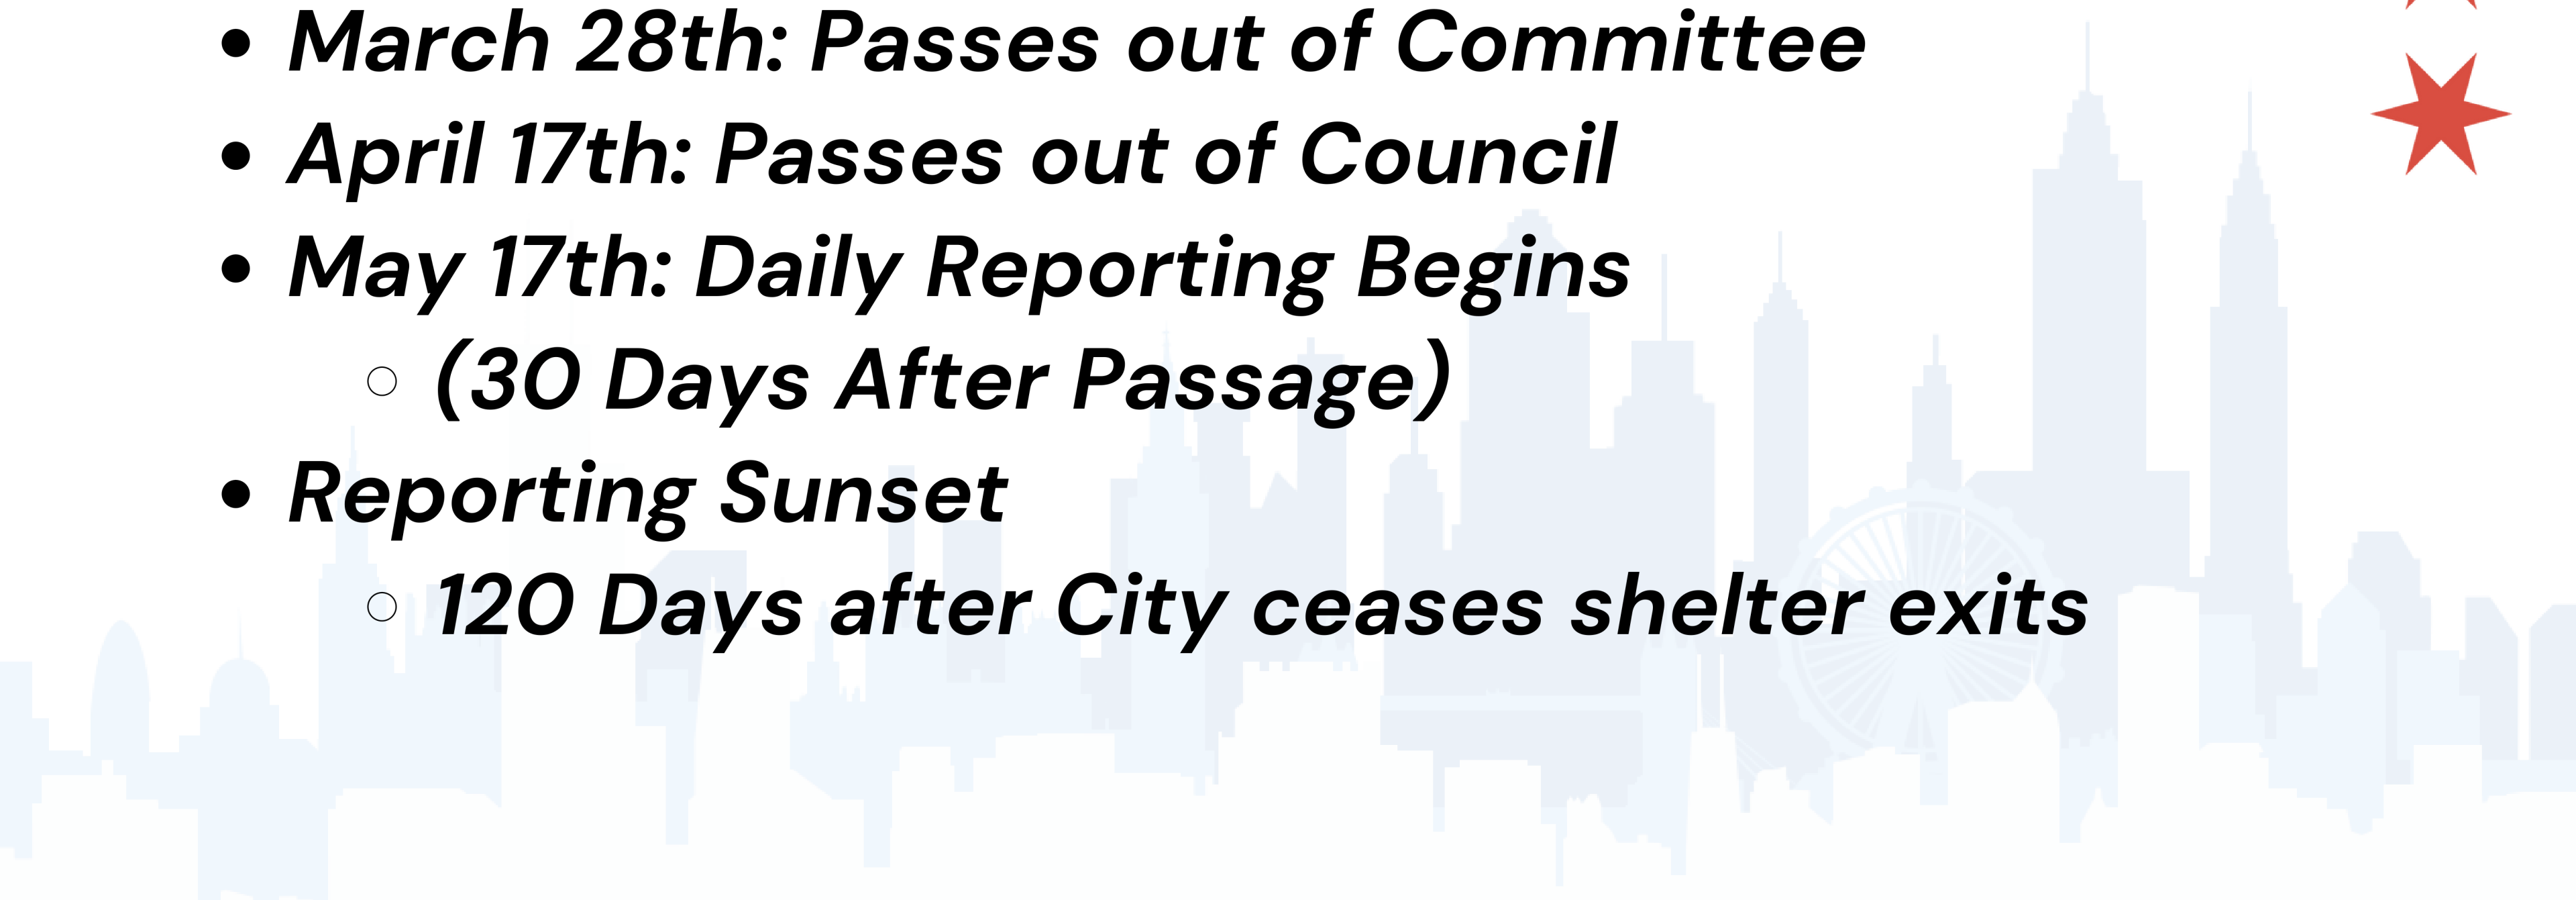 • March 28th: Passes out of Committee
• April 17th: Passes out of Council
• May 17th: Daily Reporting Begins
○ (30 Days After Passage)
• Reporting Sunset
○ 120 Days after City ceases shelter exits